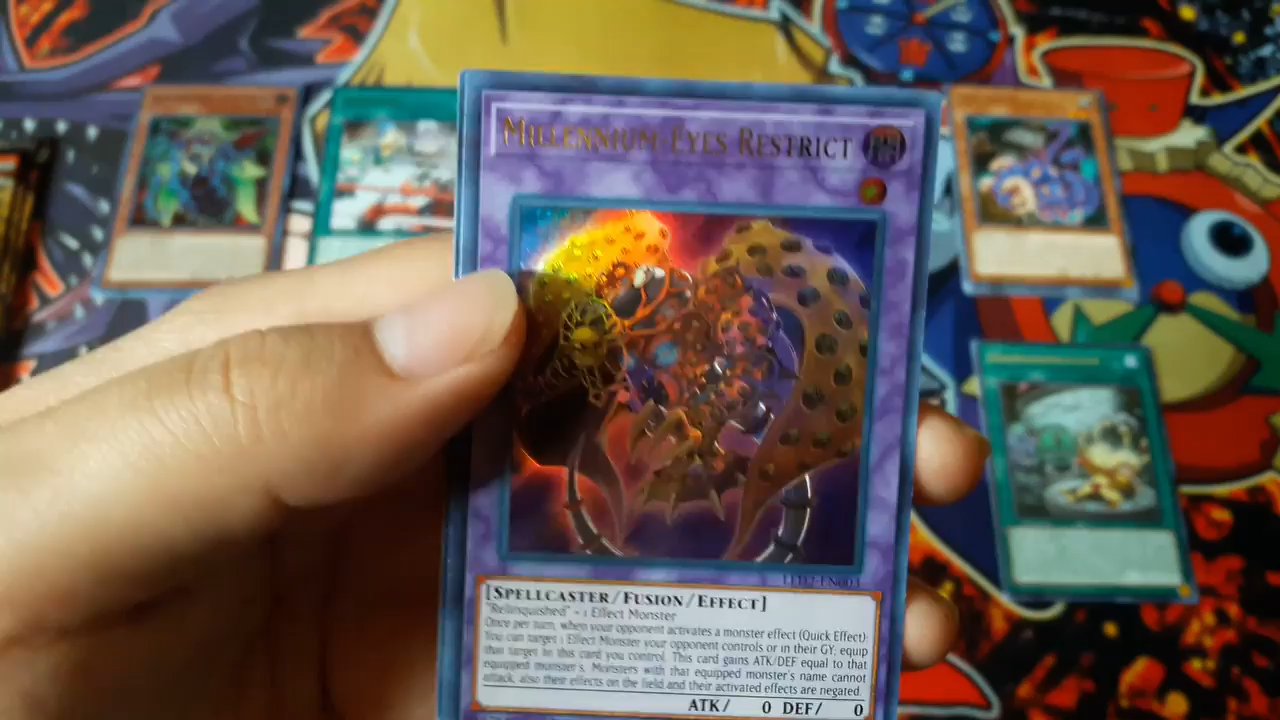 MILLENNIUM-EYES RESTRICT
LED2-EN003
[SPELLCASTER/FUSION/EFFECT]
"Relinquished" + 1 Effect Monster
Once per turn, when your opponent activates a monster effect (Quick Effect):
You can target 1 Effect Monster your opponent controls or in their GY; equip
that target to this card you control. This card gains ATK/DEF equal to that
equipped monster's. Monsters with that equipped monster's name cannot
attack, also their effects on the field and their activated effects are negated.
ATK/ 0 DEF/ 0